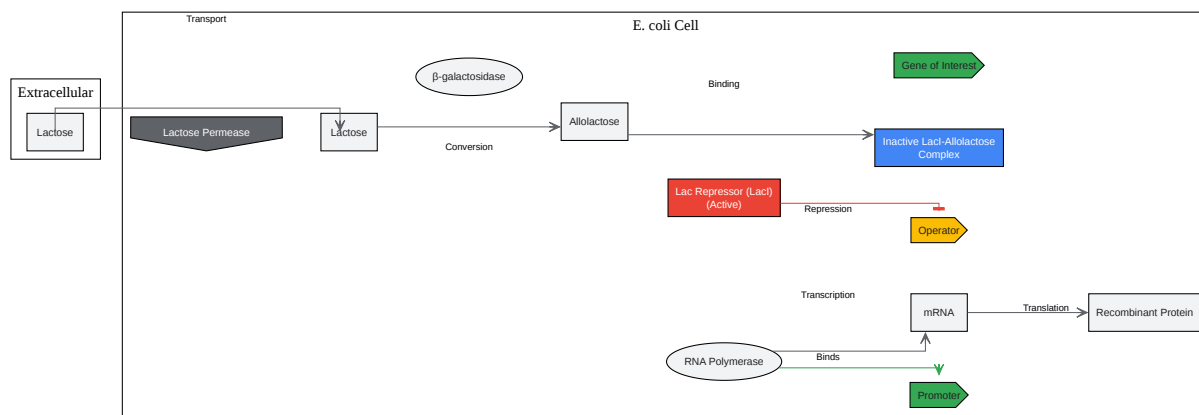 Transport
E. coli Cell
β-galactosidase
Gene of Interest
Binding
Extracellular
Lactose
Lactose Permease
Lactose
Allolactose
Conversion
Inactive LacI-Allolactose
Complex
Lac Repressor (LacI)
(Active)
Repression
Operator
Transcription
mRNA
Translation
Recombinant Protein
RNA Polymerase
Binds
Promoter